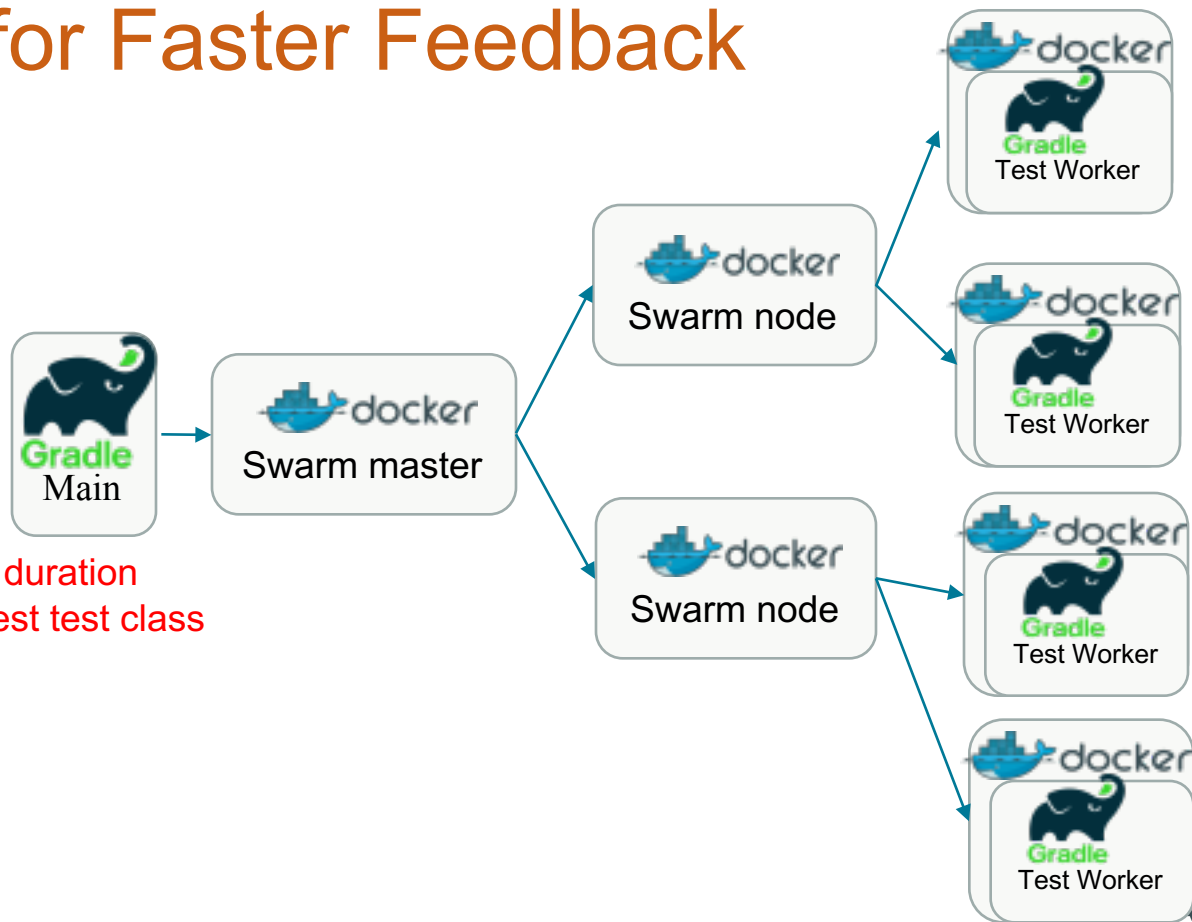 for Faster Feedback
docker
Gradle
Test Worker
docker
Swarm node
docker
Gradle
Test Worker
Gradle
Main
docker
Swarm master
docker
Gradle
Test Worker
docker
Swarm node
duration
est test class
docker
Gradle
Test Worker